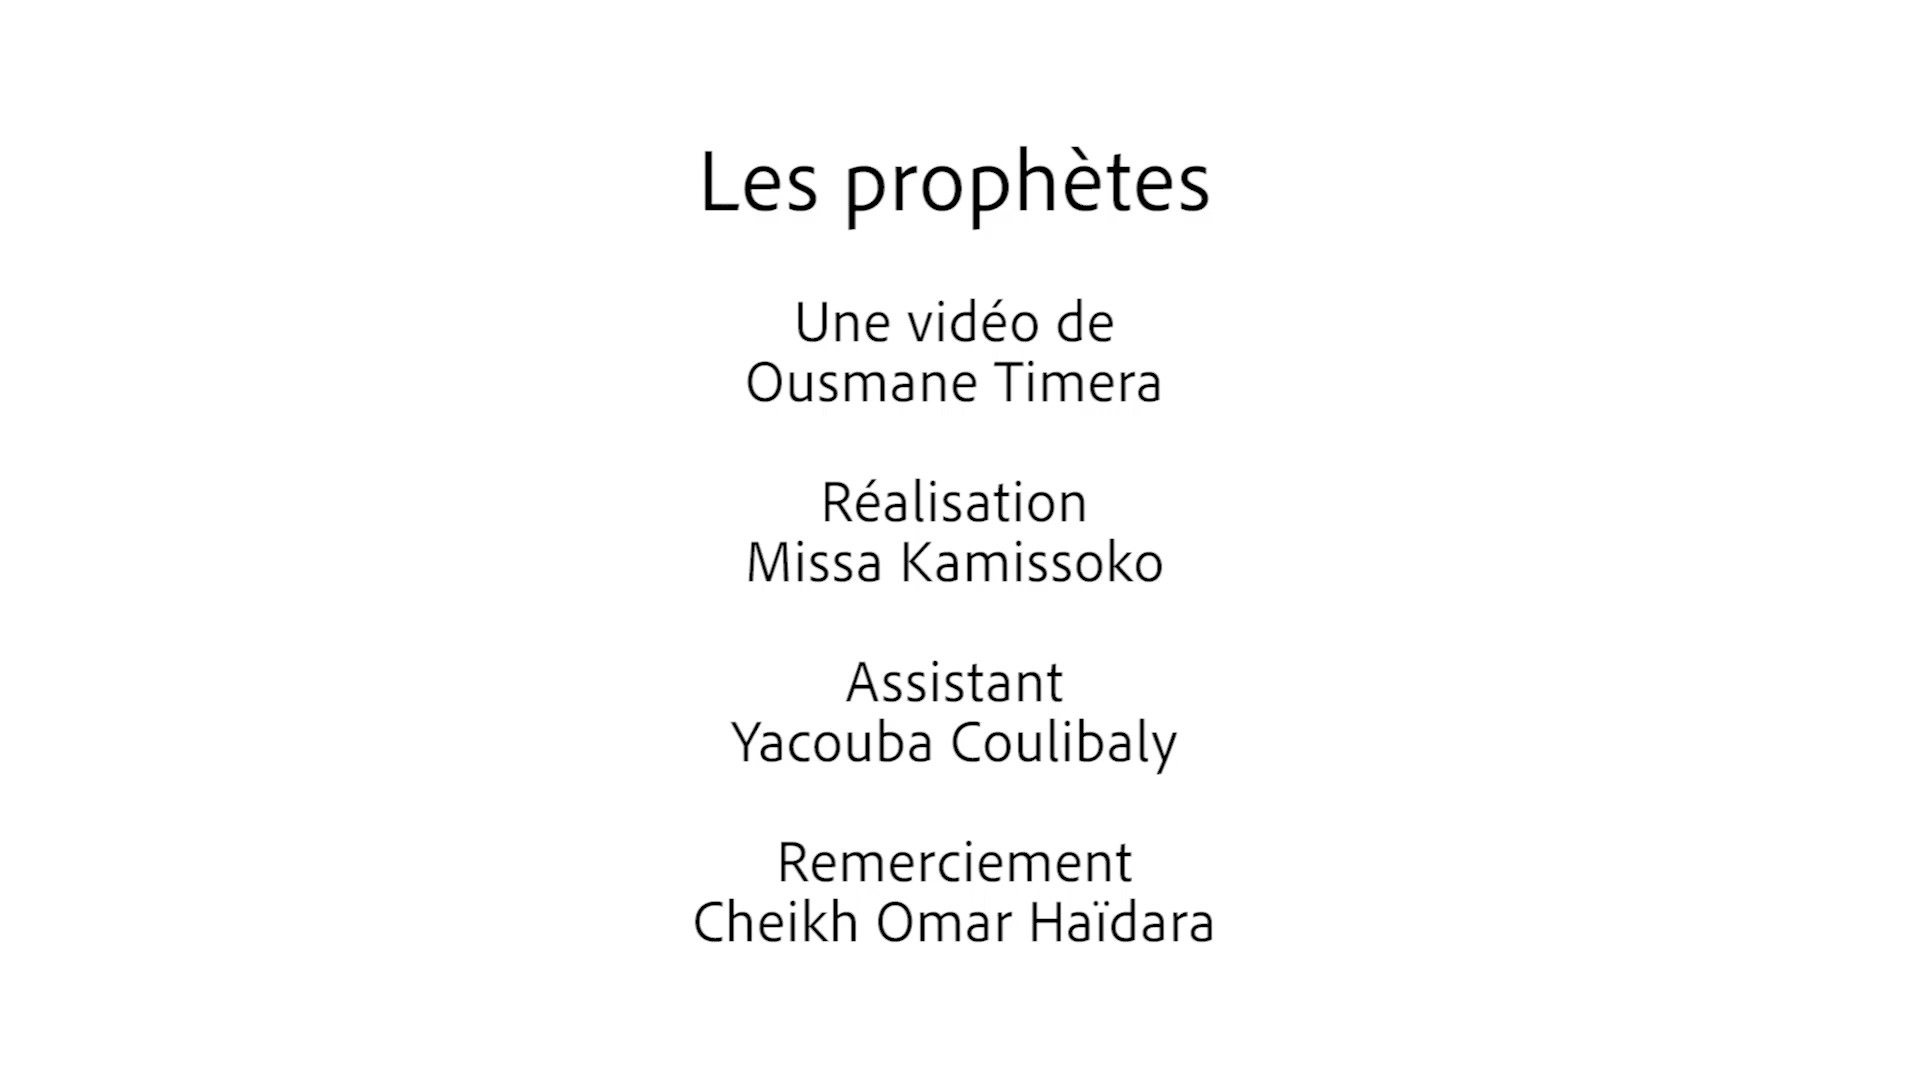 Les prophètes
Une vidéo de
Ousmane Timera
Réalisation
Missa Kamissoko
Assistant
Yacouba Coulibaly
Remerciement
Cheikh Omar Haïdara